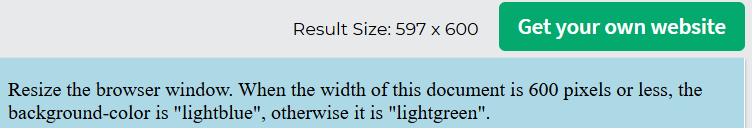 Result Size: 597 x 600
Get your own website
Resize the browser window. When the width of this document is 600 pixels or less, the
background-color is "lightblue", otherwise it is "lightgreen".